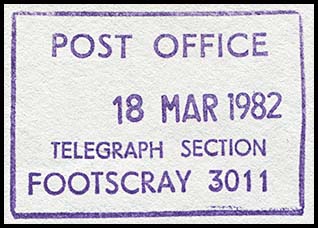 POST OFFICE
18 MAR 1982
TELEGRAPH SECTION
FOOTSCRAY 3011